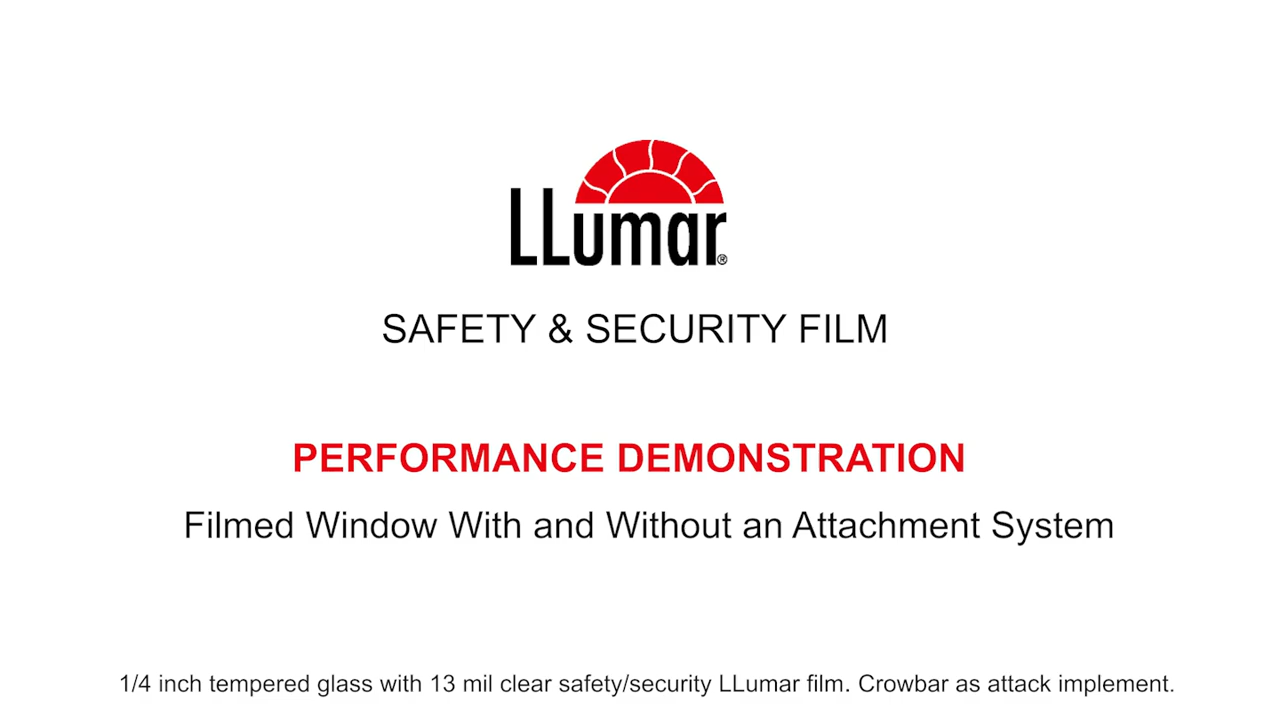 LLumar®
SAFETY & SECURITY FILM
PERFORMANCE DEMONSTRATION
Filmed Window With and Without an Attachment System
1/4 inch tempered glass with 13 mil clear safety/security LLumar film. Crowbar as attack implement.